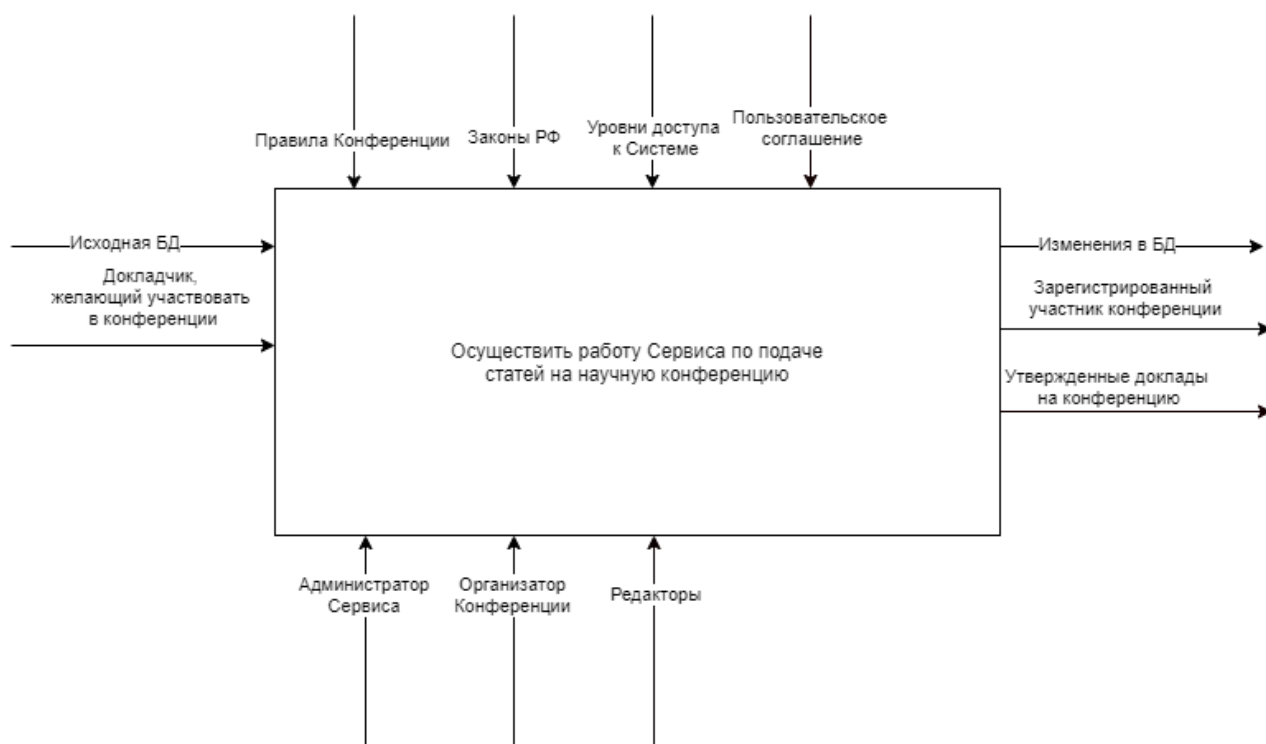 Правила Конференции
Законы РФ
Уровни доступа
к Системе
Пользовательское
соглашение
Исходная БД
Докладчик,
желающий участвовать
в конференции
Осуществить работу Сервиса по подаче
статей на научную конференцию
Изменения в БД
Зарегистрированный
участник конференции
Утвержденные доклады
на конференцию
Администратор
Сервиса
Организатор
Конференции
Редакторы